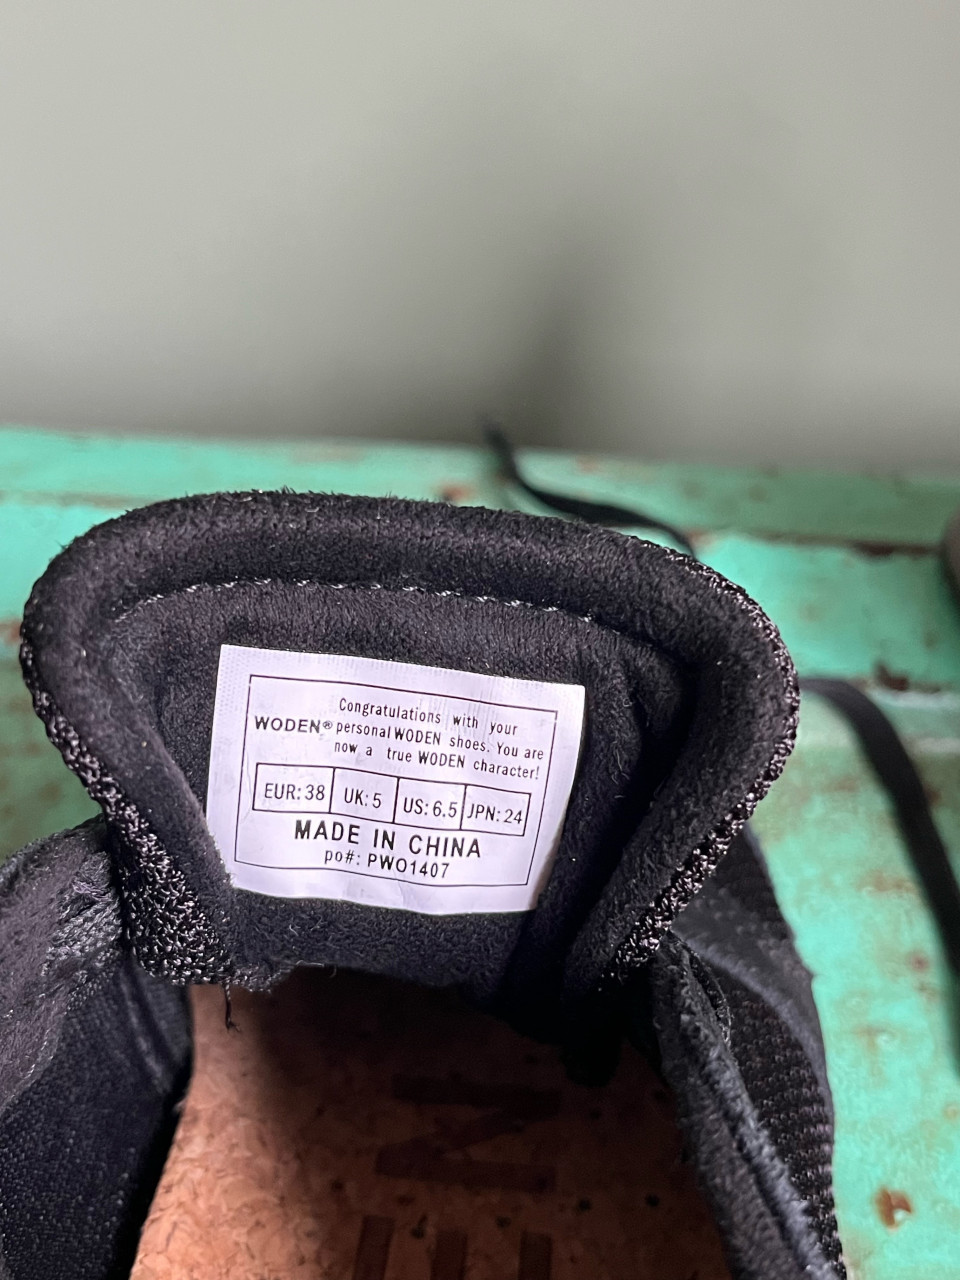 Congratulations with your
WODEN® personal WODEN shoes. You are
now a true WODEN character!
EUR: 38 UK: 5 US: 6.5 JPN: 24
MADE IN CHINA
po#: PWO1407